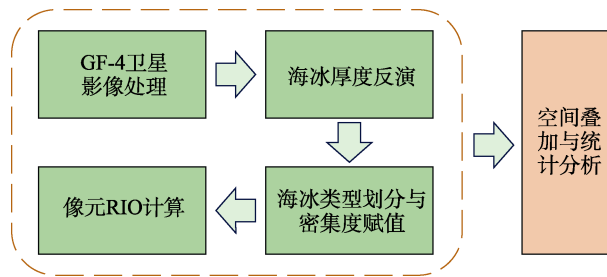 GF-4卫星
影像处理
海冰厚度反演
海冰类型划分与
密集度赋值
像元RIO计算
空间叠
加与统
计分析